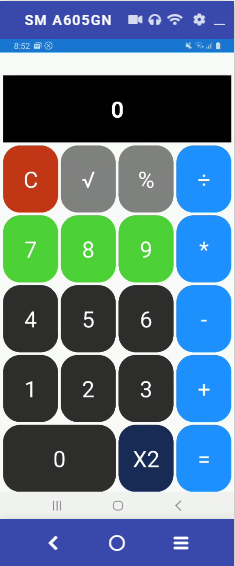 SM A605GN
8:52
0
C √ % ÷
7 8 9 *
4 5 6 -
1 2 3 +
0 X2 =